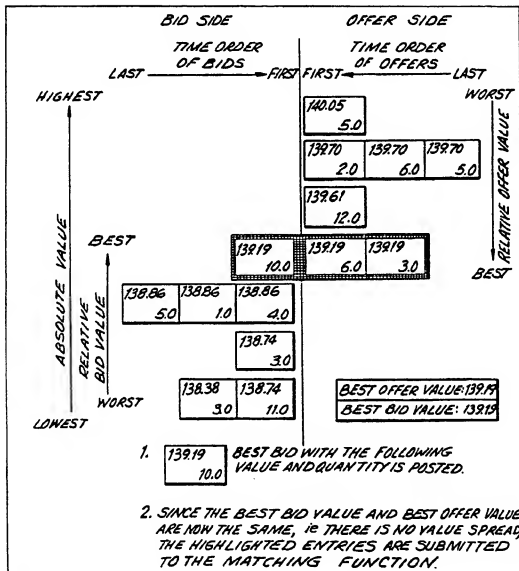 BID SIDE OFFER SIDE
TIME ORDER OF BIDS TIME ORDER OF OFFERS
LAST FIRST FIRST LAST
HIGHEST
WORST
140.05
5.0
139.70 139.70 139.70
2.0 6.0 5.0
139.61
12.0
RELATIVE OFFER VALUE
BEST
BEST
139.19 139.19 139.19
10.0 6.0 3.0
138.86 138.86 138.86
5.0 1.0 4.0
138.74
3.0
138.38 138.74
3.0 11.0
ABSOLUTE VALUE
RELATIVE BID VALUE
WORST
LOWEST
BEST OFFER VALUE: 139.19
BEST BID VALUE: 139.19
1. 139.19 BEST BID WITH THE FOLLOWING
10.0 VALUE AND QUANTITY IS POSTED.
2. SINCE THE BEST BID VALUE AND BEST OFFER VALUE
ARE NOW THE SAME, ie THERE IS NO VALUE SPREAD,
THE HIGHLIGHTED ENTRIES ARE SUBMITTED
TO THE MATCHING FUNCTION.